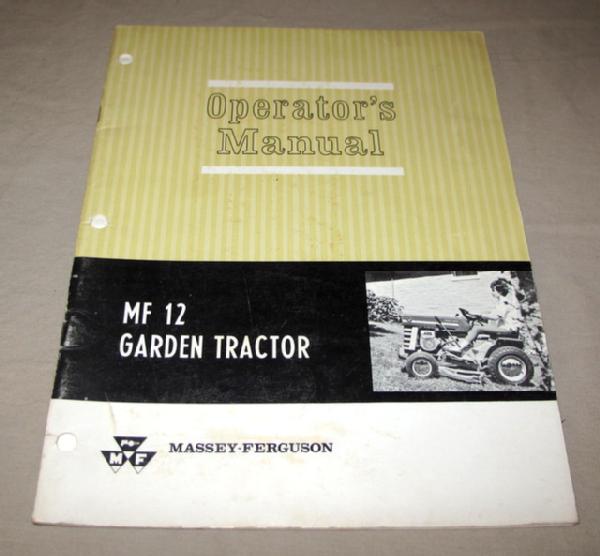 Operator's
Manual
MF 12
GARDEN TRACTOR
MF
MASSEY-FERGUSON